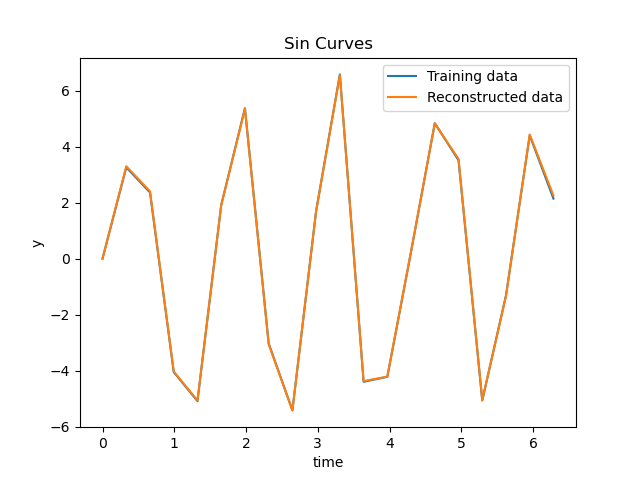 Sin Curves
Training data
Reconstructed data
6
4
2
0
−2
−4
−6
y
0 1 2 3 4 5 6
time